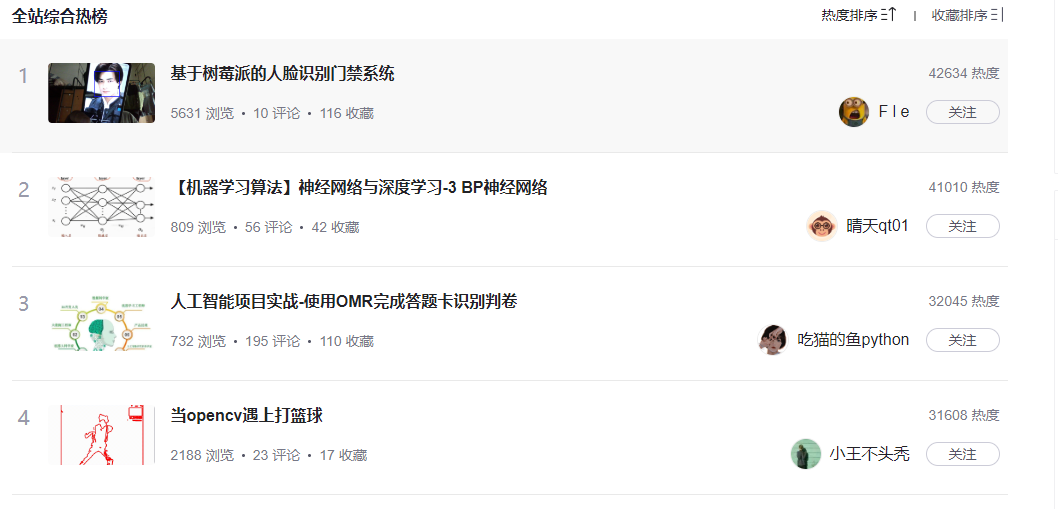 全站综合热榜
热度排序 | 收藏排序
1
基于树莓派的人脸识别门禁系统
42634 热度
5631 浏览 • 10 评论 • 116 收藏
F l e
关注
2
【机器学习算法】神经网络与深度学习-3 BP神经网络
41010 热度
809 浏览 • 56 评论 • 42 收藏
晴天qt01
关注
3
人工智能项目实战-使用OMR完成答题卡识别判卷
32045 热度
732 浏览 • 195 评论 • 110 收藏
吃猫的鱼python
关注
4
当opencv遇上打篮球
31608 热度
2188 浏览 • 23 评论 • 17 收藏
小王不头秃
关注